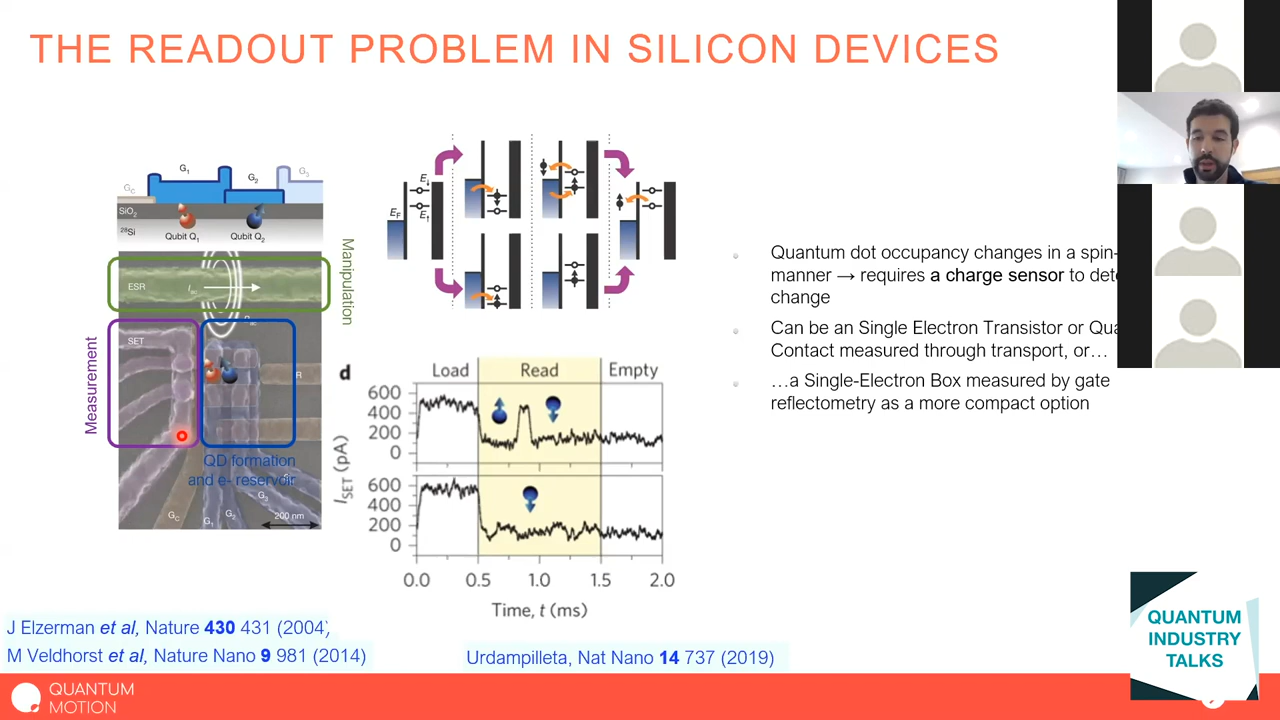 THE READOUT PROBLEM IN SILICON DEVICES
G1
G2
G3
GC
SiO2
28Si
Qubit Q1
Qubit Q2
ESR
Manipulation
SET
R
Measurement
QD formation
and e- reservoir
GC
G1
G2
G3
200 nm
EF
E↓
E↑
d
Load
Read
Empty
600
400
200
0
600
400
200
0
ISET (pA)
0.0
0.5
1.0
1.5
2.0
Time, t (ms)
Quantum dot occupancy changes in a spin-
manner → requires a charge sensor to
change
Can be an Single Electron Transistor or
Contact measured through transport, or…
…a Single-Electron Box measured by gate
reflectometry as a more compact option
J Elzerman et al, Nature 430 431 (2004),
M Veldhorst et al, Nature Nano 9 981 (2014)
Urdampilleta, Nat Nano 14 737 (2019)
QUANTUM
MOTION
QUANTUM
INDUSTRY
TALKS